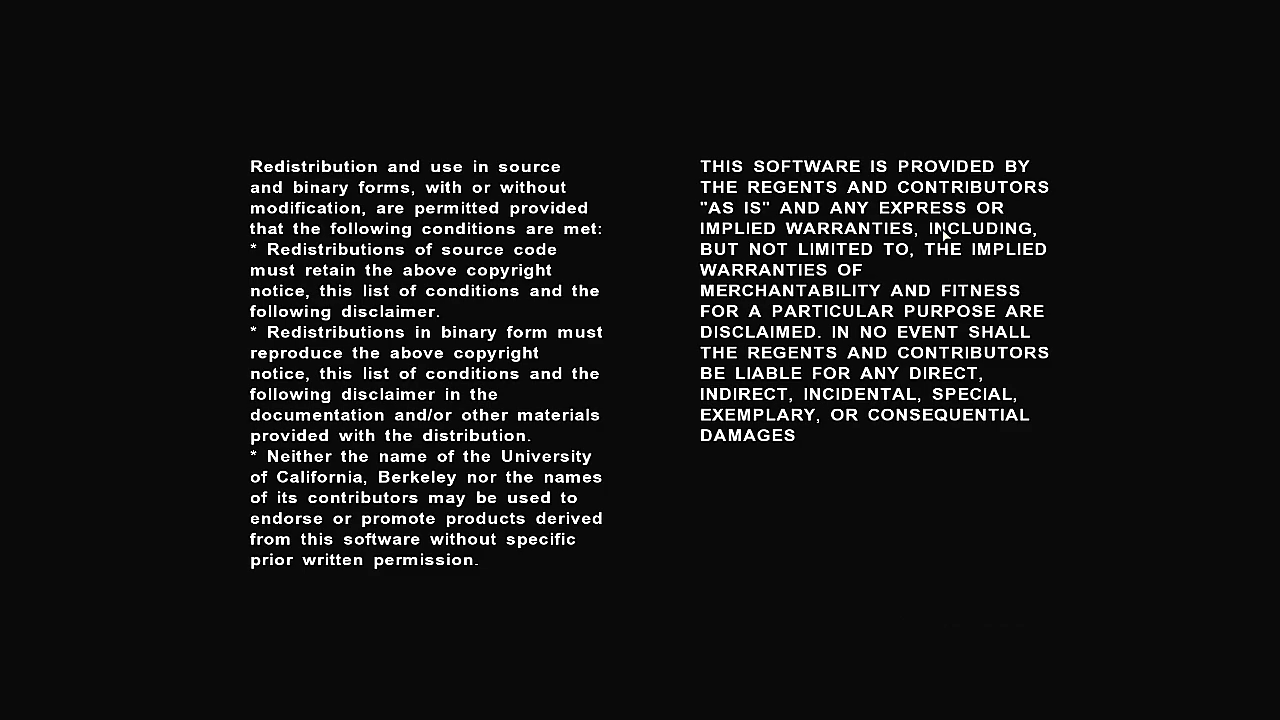 Redistribution and use in source
and binary forms, with or without
modification, are permitted provided
that the following conditions are met:
* Redistributions of source code
must retain the above copyright
notice, this list of conditions and the
following disclaimer.
* Redistributions in binary form must
reproduce the above copyright
notice, this list of conditions and the
following disclaimer in the
documentation and/or other materials
provided with the distribution.
* Neither the name of the University
of California, Berkeley nor the names
of its contributors may be used to
endorse or promote products derived
from this software without specific
prior written permission.
THIS SOFTWARE IS PROVIDED BY
THE REGENTS AND CONTRIBUTORS
"AS IS" AND ANY EXPRESS OR
IMPLIED WARRANTIES, INCLUDING,
BUT NOT LIMITED TO, THE IMPLIED
WARRANTIES OF
MERCHANTABILITY AND FITNESS
FOR A PARTICULAR PURPOSE ARE
DISCLAIMED. IN NO EVENT SHALL
THE REGENTS AND CONTRIBUTORS
BE LIABLE FOR ANY DIRECT,
INDIRECT, INCIDENTAL, SPECIAL,
EXEMPLARY, OR CONSEQUENTIAL
DAMAGES